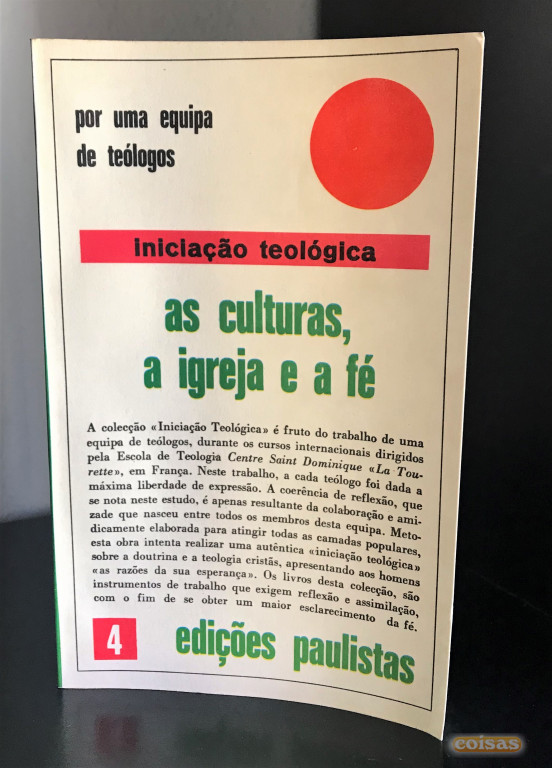 por uma equipa
de teólogos
iniciação teológica
as culturas,
a igreja e a fé
A colecção «Iniciação Teológica» é fruto do trabalho de uma
equipa de teólogos, durante os cursos internacionais dirigidos
pela Escola de Teologia Centre Saint Dominique «La Tou-
rette», em França. Neste trabalho, a cada teólogo foi dada a
máxima liberdade de expressão. A coerência de reflexão, que
se nota neste estudo, é apenas resultante da colaboração e ami-
zade que nasceu entre todos os membros desta equipa. Meto-
dicamente elaborada para atingir todas as camadas populares,
esta obra intenta realizar uma autêntica «iniciação teológica»
sobre a doutrina e a teologia cristãs, apresentando aos homens
«as razões da sua esperança». Os livros desta colecção, são
instrumentos de trabalho que exigem reflexão e assimilação,
com o fim de se obter um maior esclarecimento da fé.
4 edições paulistas
coisas